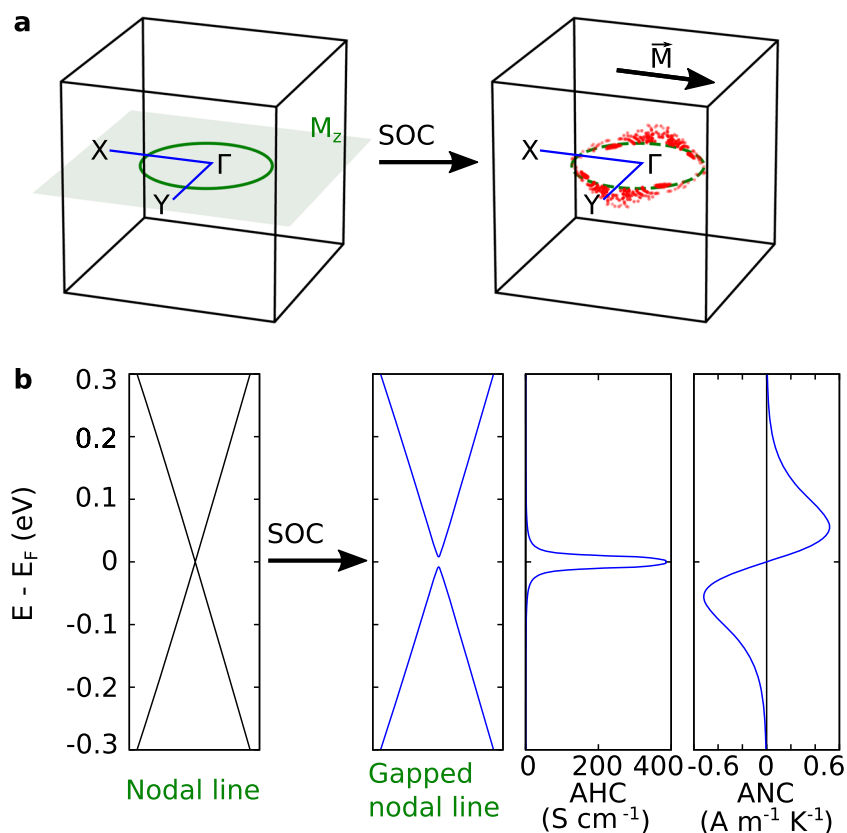 a
M⃗
M_z
SOC
X
Γ
Y
X
Γ
Y
b
0.3
0.2
0.1
0
-0.1
-0.2
-0.3
E - E_F (eV)
SOC
Nodal line
Gapped
nodal line
0 200 400
AHC
(S cm⁻¹)
-0.6 0 0.6
ANC
(A m⁻¹ K⁻¹)